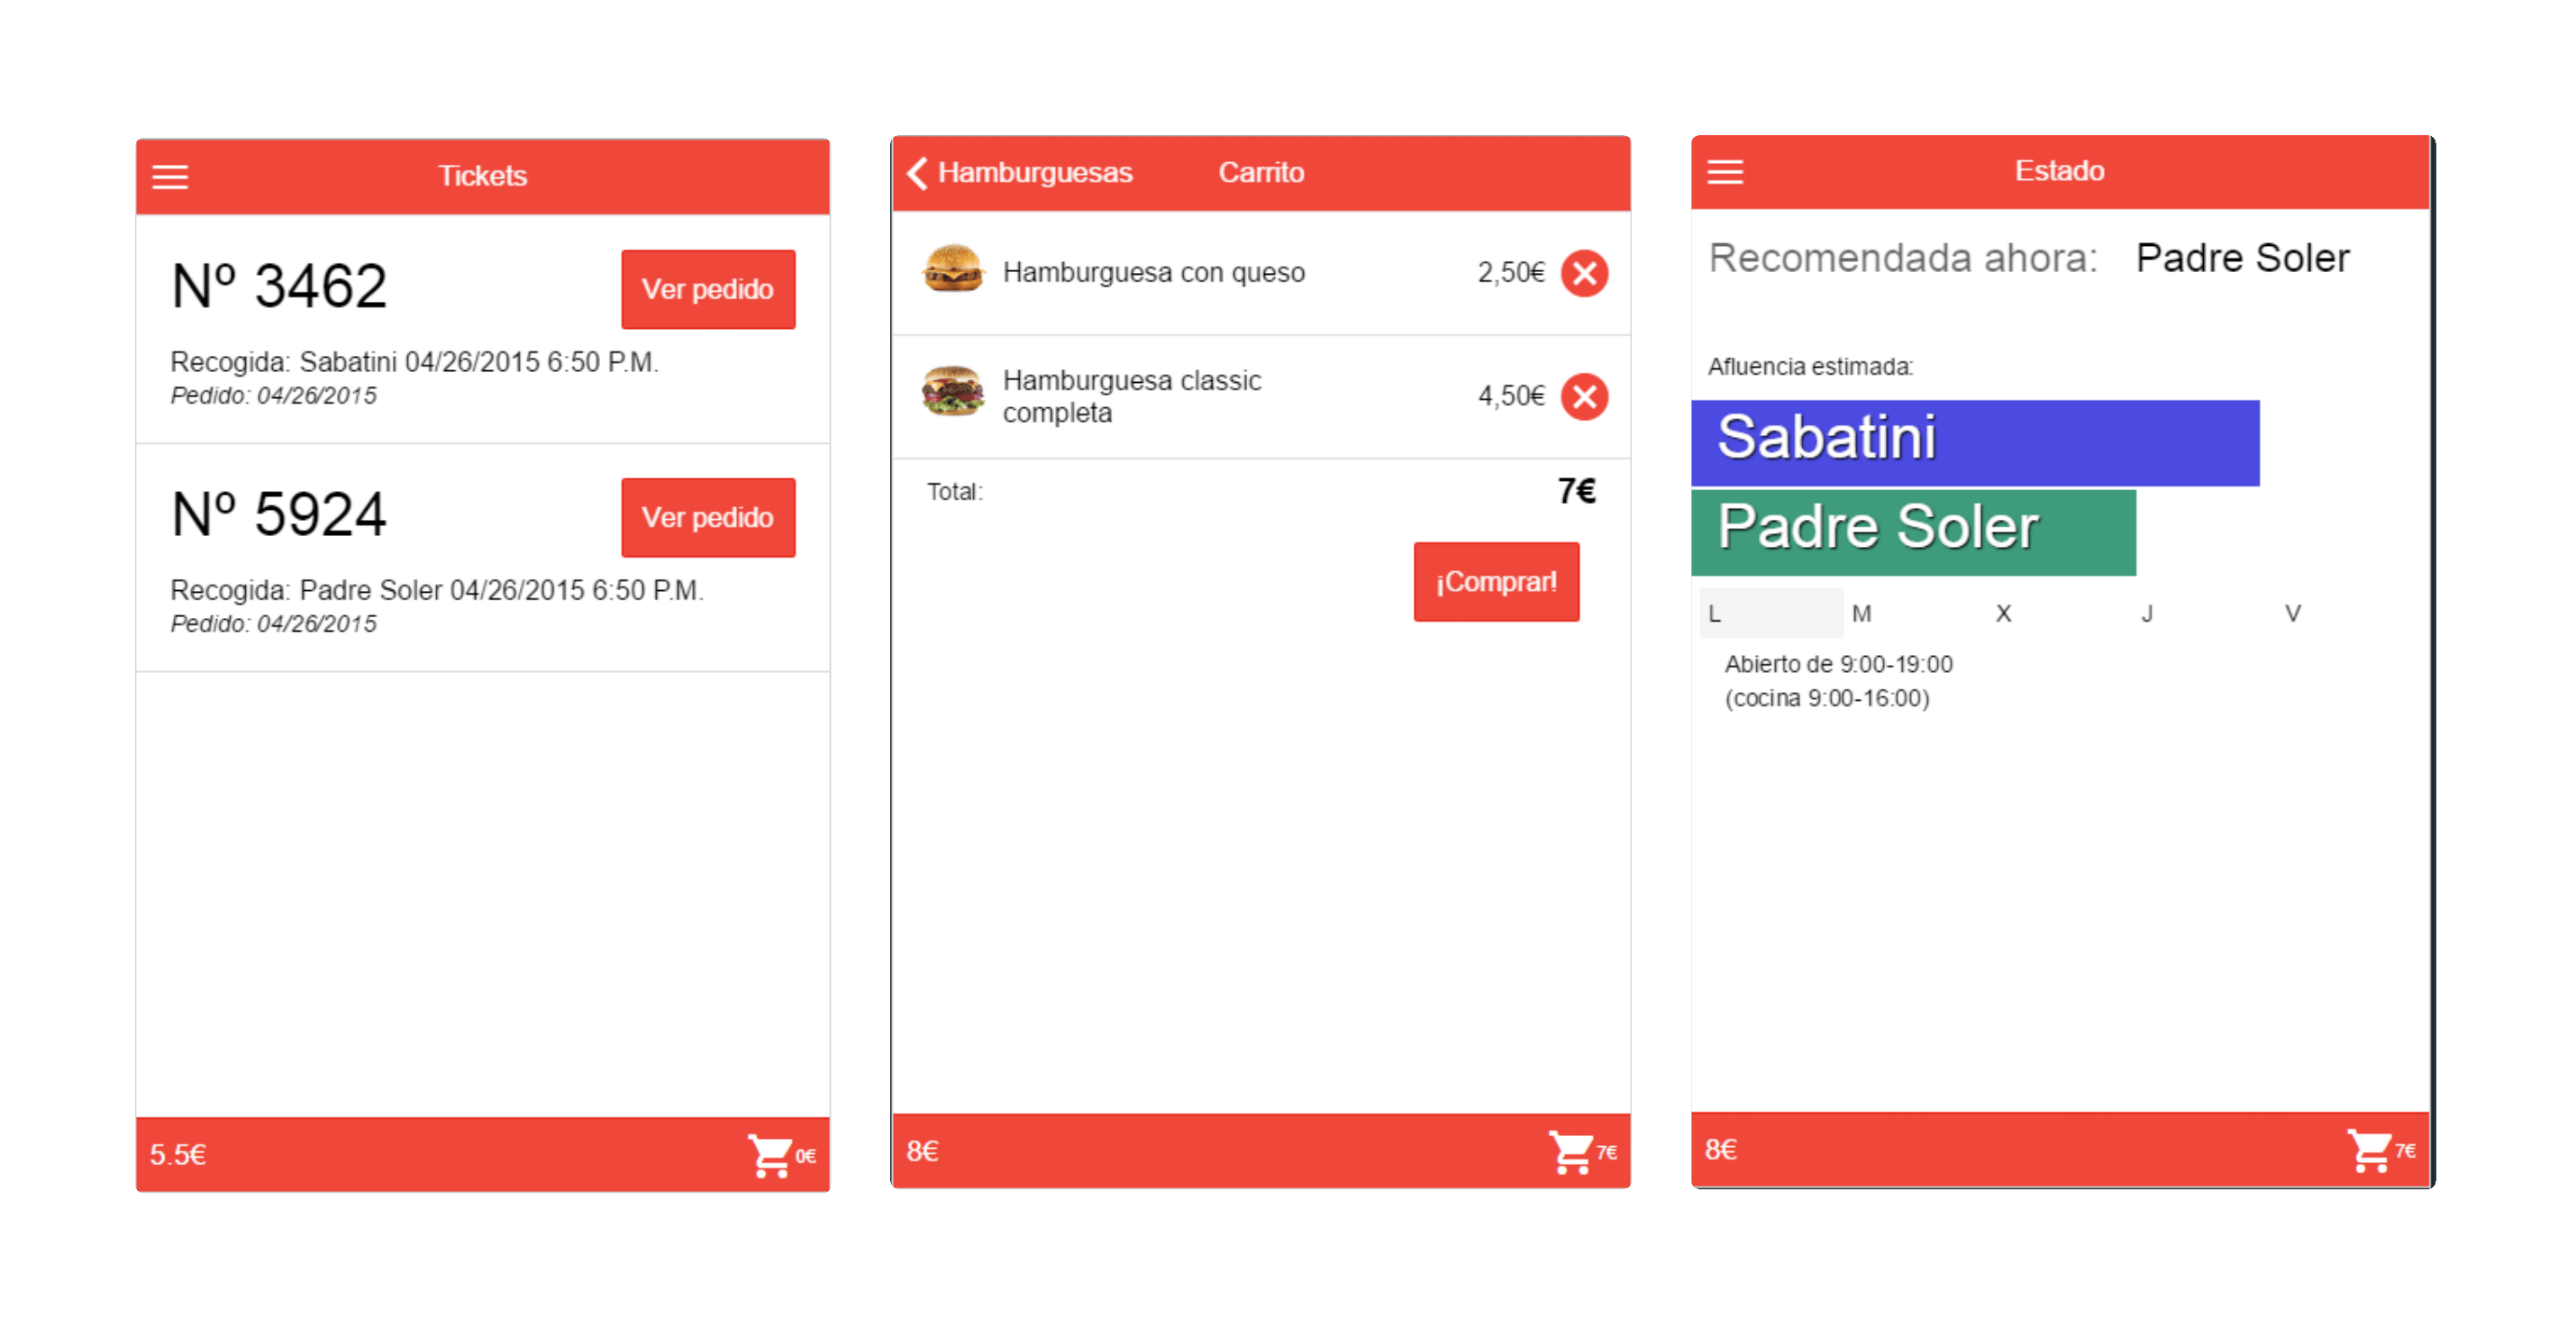 Tickets
Nº 3462
Ver pedido
Recogida: Sabatini 04/26/2015 6:50 P.M.
Pedido: 04/26/2015
Nº 5924
Ver pedido
Recogida: Padre Soler 04/26/2015 6:50 P.M.
Pedido: 04/26/2015
5.5€
0€
Hamburguesas
Carrito
Hamburguesa con queso
2,50€
Hamburguesa classic
completa
4,50€
Total:
7€
¡Comprar!
8€
7€
Estado
Recomendada ahora: Padre Soler
Afluencia estimada:
Sabatini
Padre Soler
L M X J V
Abierto de 9:00-19:00
(cocina 9:00-16:00)
8€
7€